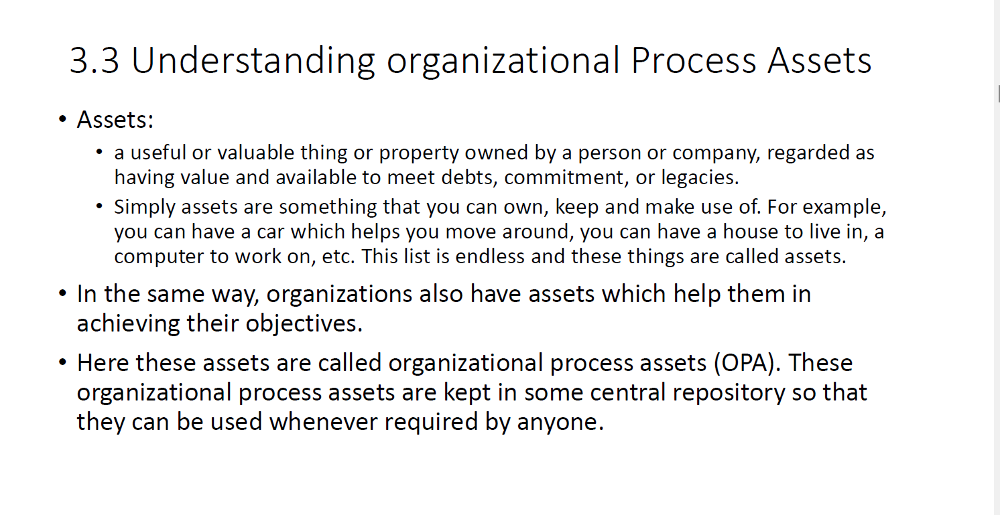 3.3 Understanding organizational Process Assets
• Assets:
• a useful or valuable thing or property owned by a person or company, regarded as
having value and available to meet debts, commitment, or legacies.
• Simply assets are something that you can own, keep and make use of. For example,
you can have a car which helps you move around, you can have a house to live in, a
computer to work on, etc. This list is endless and these things are called assets.
• In the same way, organizations also have assets which help them in
achieving their objectives.
• Here these assets are called organizational process assets (OPA). These
organizational process assets are kept in some central repository so that
they can be used whenever required by anyone.